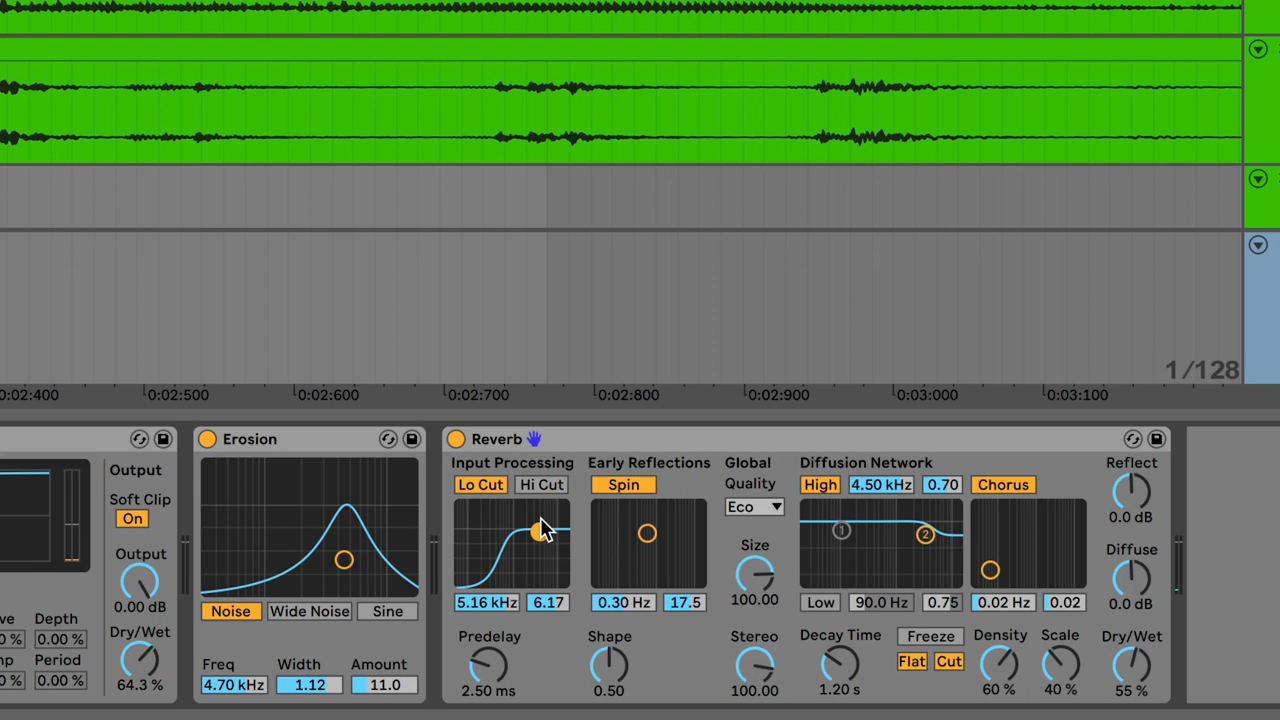 1/128
0:02:400 0:02:500 0:02:600 0:02:700 0:02:800 0:02:900 0:03:000 0:03:100
Output
Soft Clip
On
Output
0.00 dB
Depth
0.00 %
Dry/Wet
Period
64.3 %
0.00 %
Erosion
Noise Wide Noise Sine
Freq Width Amount
4.70 kHz 1.12 11.0
Reverb
Input Processing Early Reflections Global Diffusion Network Reflect
Lo Cut Hi Cut Spin Quality High 4.50 kHz 0.70 Chorus
Eco
0.0 dB
1 2
Size
Diffuse
5.16 kHz 6.17 0.30 Hz 17.5 100.00 Low 90.0 Hz 0.75 0.02 Hz 0.02 0.0 dB
Predelay Shape Stereo Decay Time Freeze Density Scale Dry/Wet
Flat Cut
2.50 ms 0.50 100.00 1.20 s 60 % 40 % 55 %